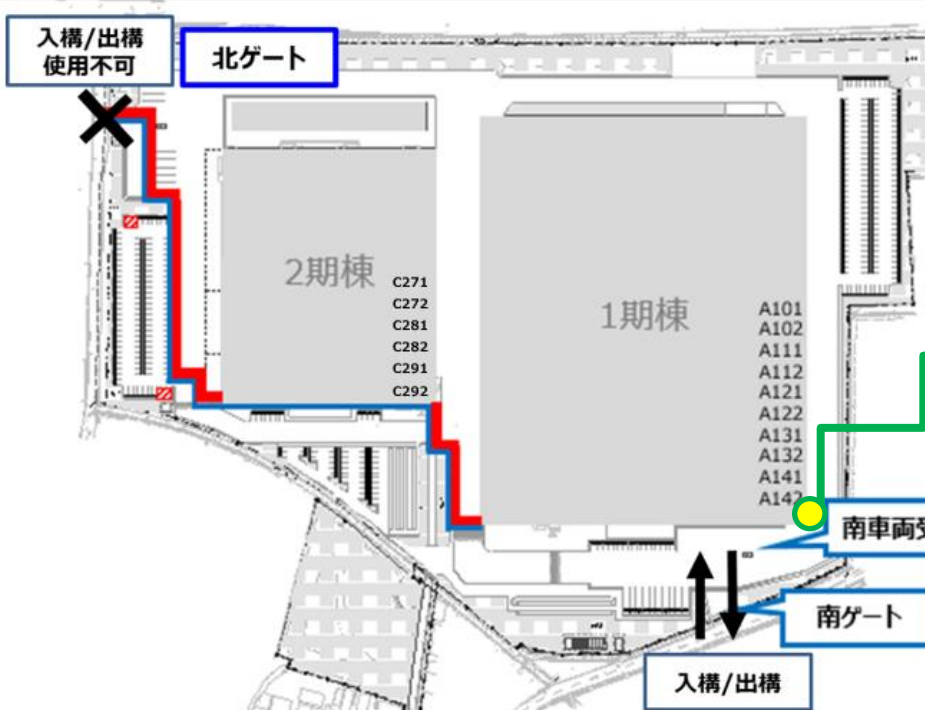 入構/出構
使用不可
北ゲート
2期棟
C271
C272
C281
C282
C291
C292
1期棟
A101
A102
A111
A112
A121
A122
A131
A132
A141
A142
南車両受
南ゲート
入構/出構